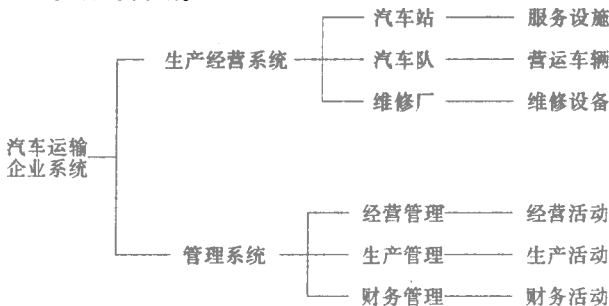 汽车站 服务设施
生产经营系统 汽车队 营运车辆
维修厂 维修设备
汽车运输
企业系统
经营管理 经营活动
管理系统 生产管理 生产活动
财务管理 财务活动